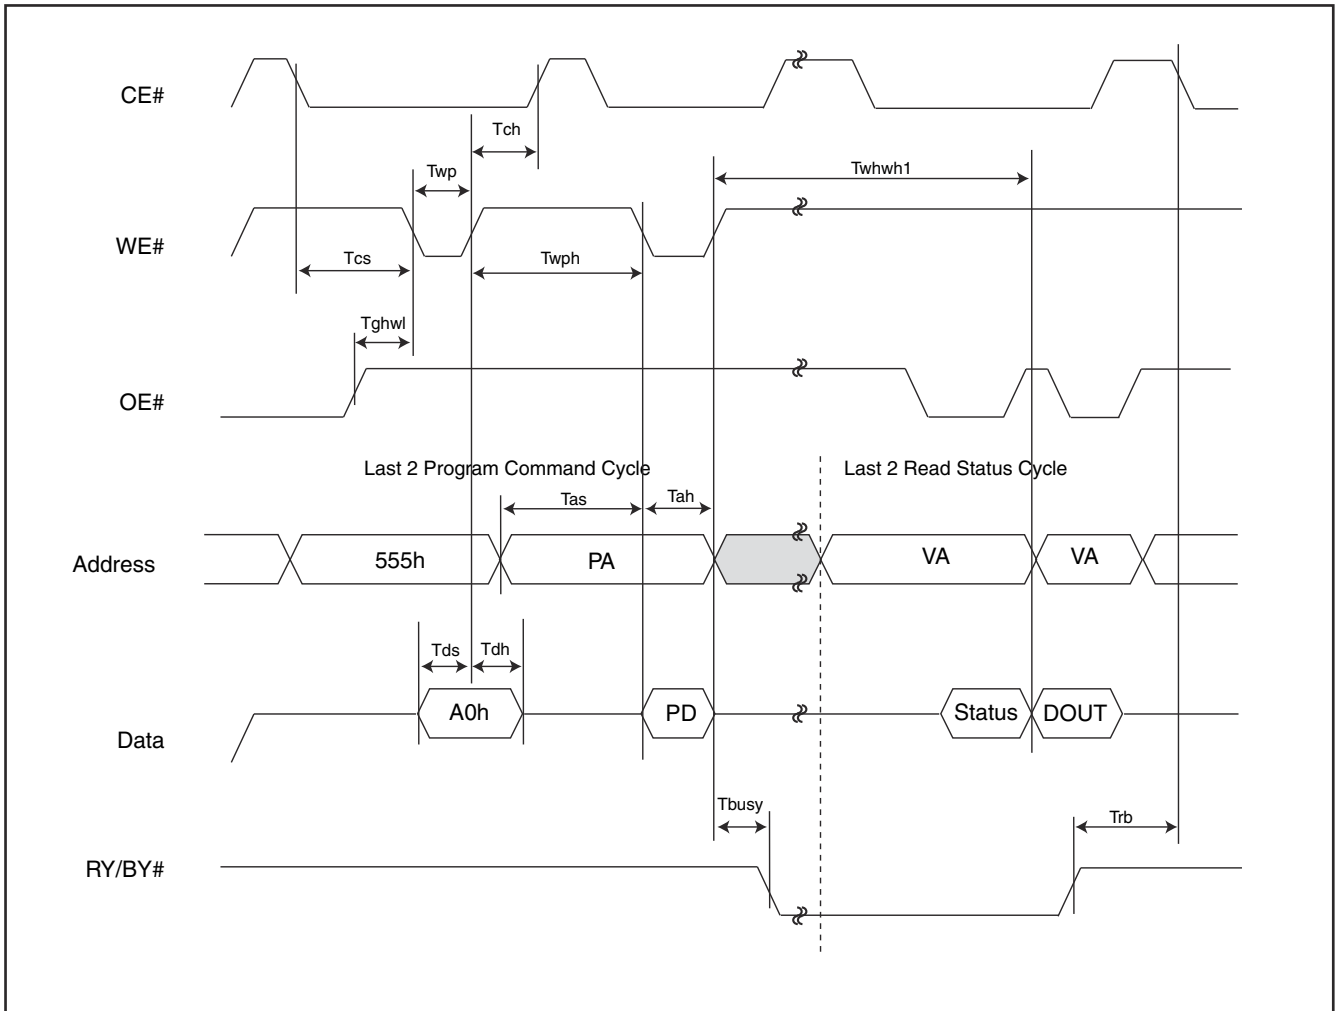 CE#
Tch
Twp
Twhwh1
WE#
Tcs
Twph
Tghwl
OE#
Last 2 Program Command Cycle
Last 2 Read Status Cycle
Tas
Tah
Address
555h
PA
VA
VA
Tds
Tdh
Data
A0h
PD
Status
DOUT
Tbusy
Trb
RY/BY#